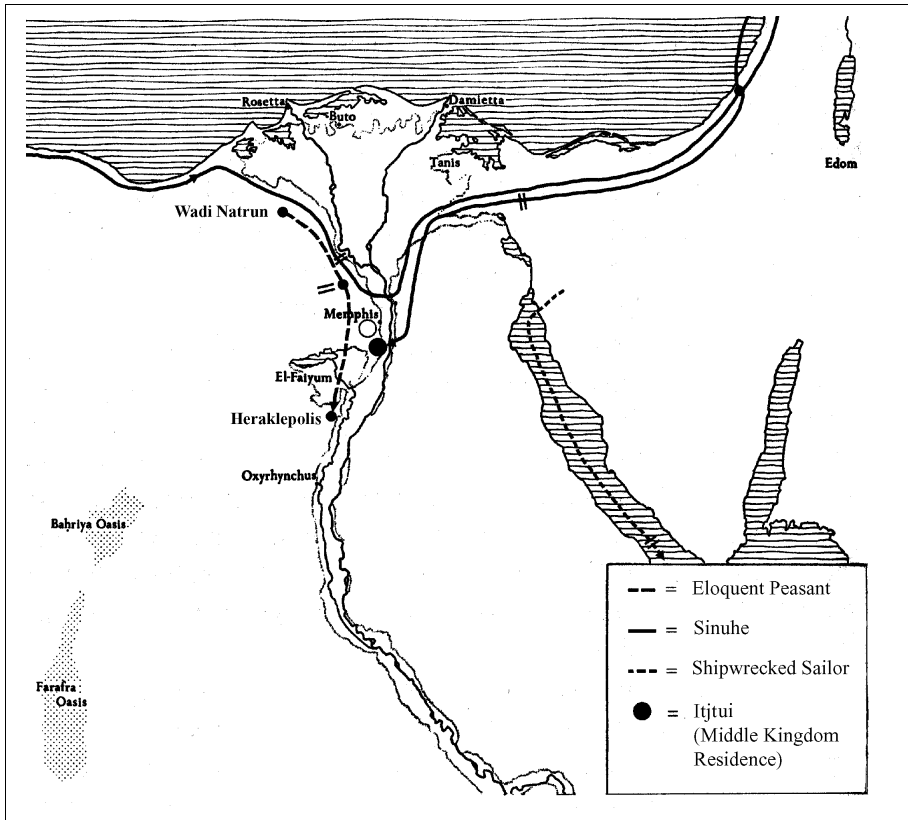 Rosetta
Damietta
Buto
Tanis
Edom
Wadi Natrun
Memphis
El-Faiyum
Heraklepolis
Oxyrhynchus
Baḥriya Oasis
Farafra
Oasis
= Eloquent Peasant
= Sinuhe
= Shipwrecked Sailor
= Itjtui
(Middle Kingdom
Residence)